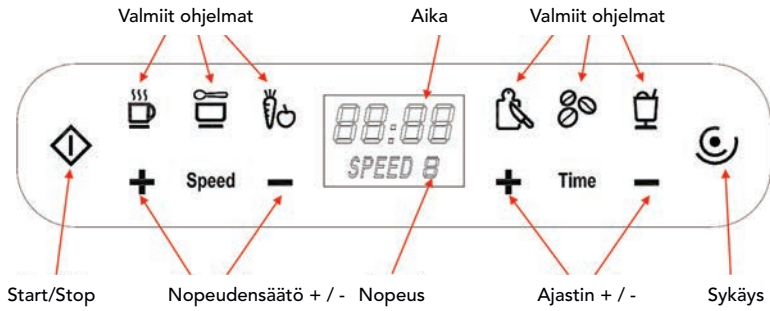 Valmiit ohjelmat Aika Valmiit ohjelmat
88:88
SPEED 8
Speed Time
Start/Stop Nopeudensäätö + / - Nopeus Ajastin + / - Sykäys